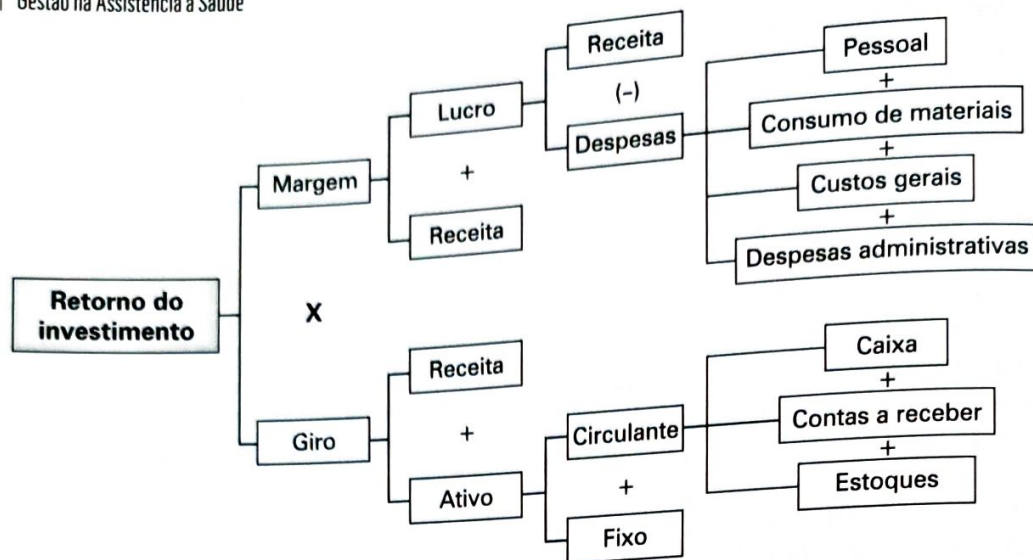 Gestão na Assistência à Saúde
Receita
(-)
Despesas
Pessoal
+
Consumo de materiais
+
Custos gerais
+
Despesas administrativas
Lucro
+
Receita
Margem
Retorno do
investimento
X
Giro
Receita
+
Ativo
Circulante
+
Fixo
Caixa
+
Contas a receber
+
Estoques